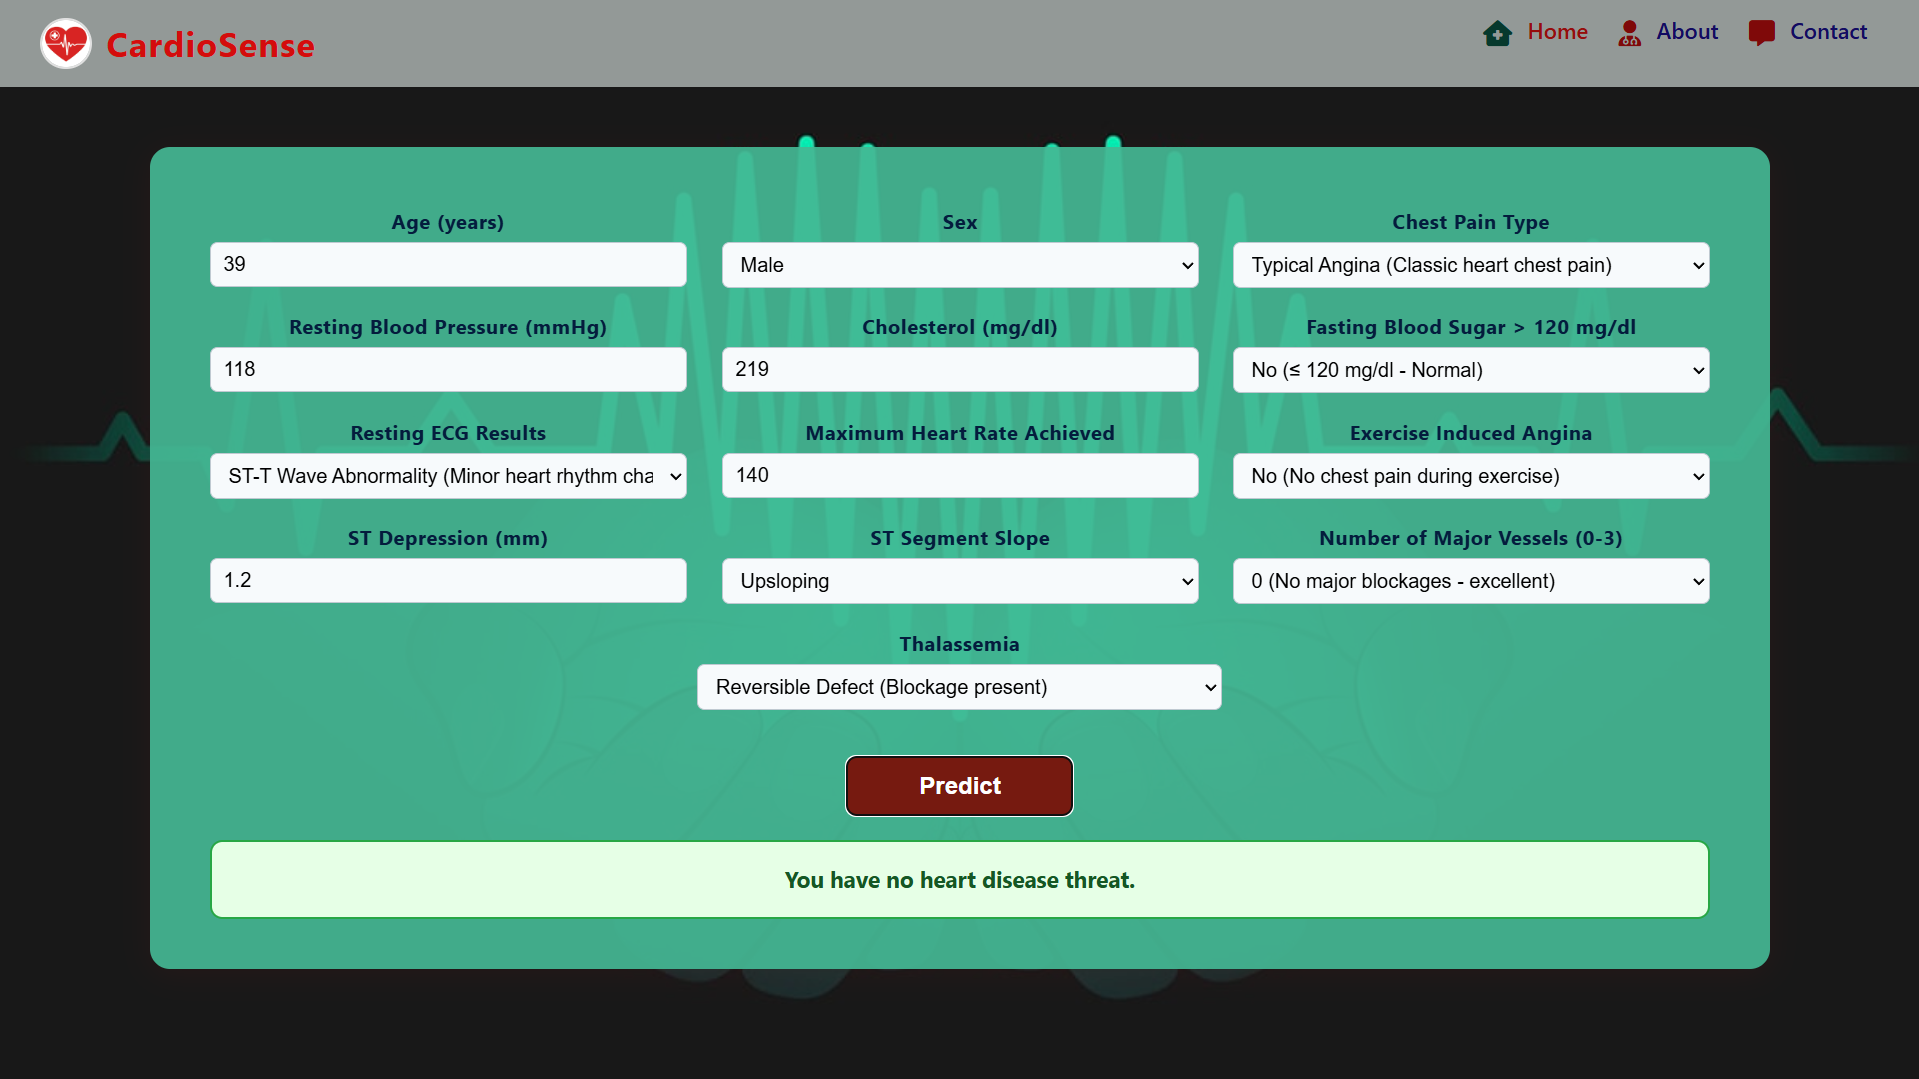 CardioSense
Home
About
Contact
Age (years)
Sex
Chest Pain Type
39
Male
Typical Angina (Classic heart chest pain)
Resting Blood Pressure (mmHg)
Cholesterol (mg/dl)
Fasting Blood Sugar > 120 mg/dl
118
219
No (≤ 120 mg/dl - Normal)
Resting ECG Results
Maximum Heart Rate Achieved
Exercise Induced Angina
ST-T Wave Abnormality (Minor heart rhythm cha
140
No (No chest pain during exercise)
ST Depression (mm)
ST Segment Slope
Number of Major Vessels (0-3)
1.2
Upsloping
0 (No major blockages - excellent)
Thalassemia
Reversible Defect (Blockage present)
Predict
You have no heart disease threat.